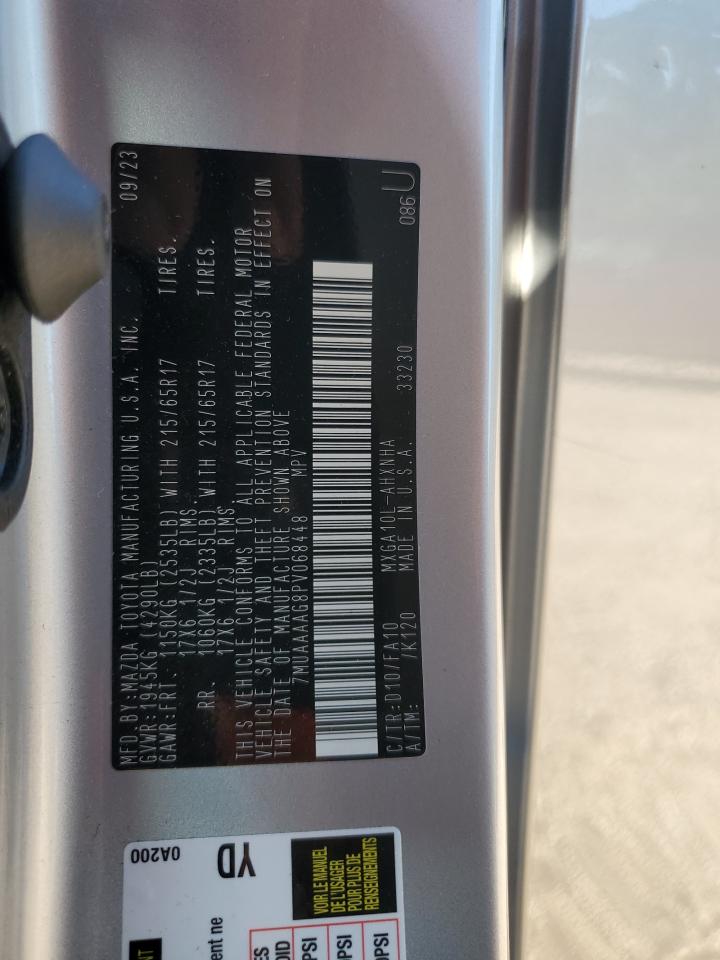 MFD.BY:MAZDA TOYOTA MANUFACTURING U.S.A. INC. 09/23
GVWR:1945KG (4290LB)
GAWR:FRT. 1150KG (2535LB) WITH 215/65R17 TIRES.
17X6 1/2J RIMS
RR. 1060KG (2335LB) WITH 215/65R17 TIRES.
17X6 1/2J RIMS.
THIS VEHICLE CONFORMS TO ALL APPLICABLE FEDERAL MOTOR
VEHICLE SAFETY AND THEFT PREVENTION STANDARDS IN EFFECT ON
THE DATE OF MANUFACTURE SHOWN ABOVE
7MUAAAAG8PV068448 MPV
C/TR:D10/FA10 MXGA10L-AHXNHA 086U
A/TM: /K120 MADE IN U.S.A. 33230
0A200
YD
VOIR LE MANUEL
DE L'USAGER
POUR PLUS DE
RENSEIGNEMENTS
ment ne
PSI
PSI
PSI